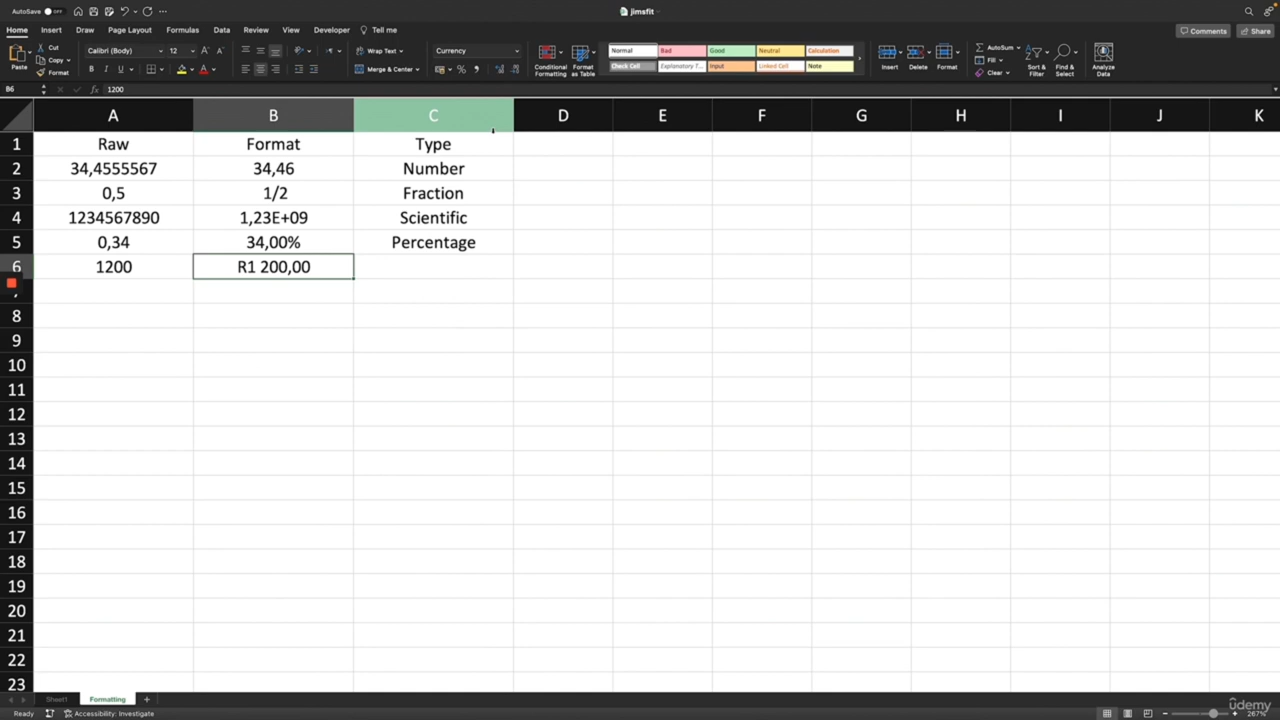 AutoSave OFF
jimsfit
Home Insert Draw Page Layout Formulas Data Review View Developer Tell me
Comments Share
Paste
Cut
Copy
Format
Calibri (Body) 12
B I U
Wrap Text
Merge & Center
Currency
Conditional Formatting
Format as Table
Normal Bad Good Neutral Calculation
Check Cell Explanatory T... Input Linked Cell Note
Insert Delete Format
AutoSum
Fill
Clear
Sort & Filter
Find & Select
Analyze Data
B6 fx 1200
A B C D E F G H I J K
1 Raw Format Type
2 34,4555567 34,46 Number
3 0,5 1/2 Fraction
4 1234567890 1,23E+09 Scientific
5 0,34 34,00% Percentage
6 1200 R1 200,00
8
9
10
11
12
13
14
15
16
17
18
19
20
21
22
23
Sheet1 Formatting +
Ready Accessibility: Investigate
267%
udemy